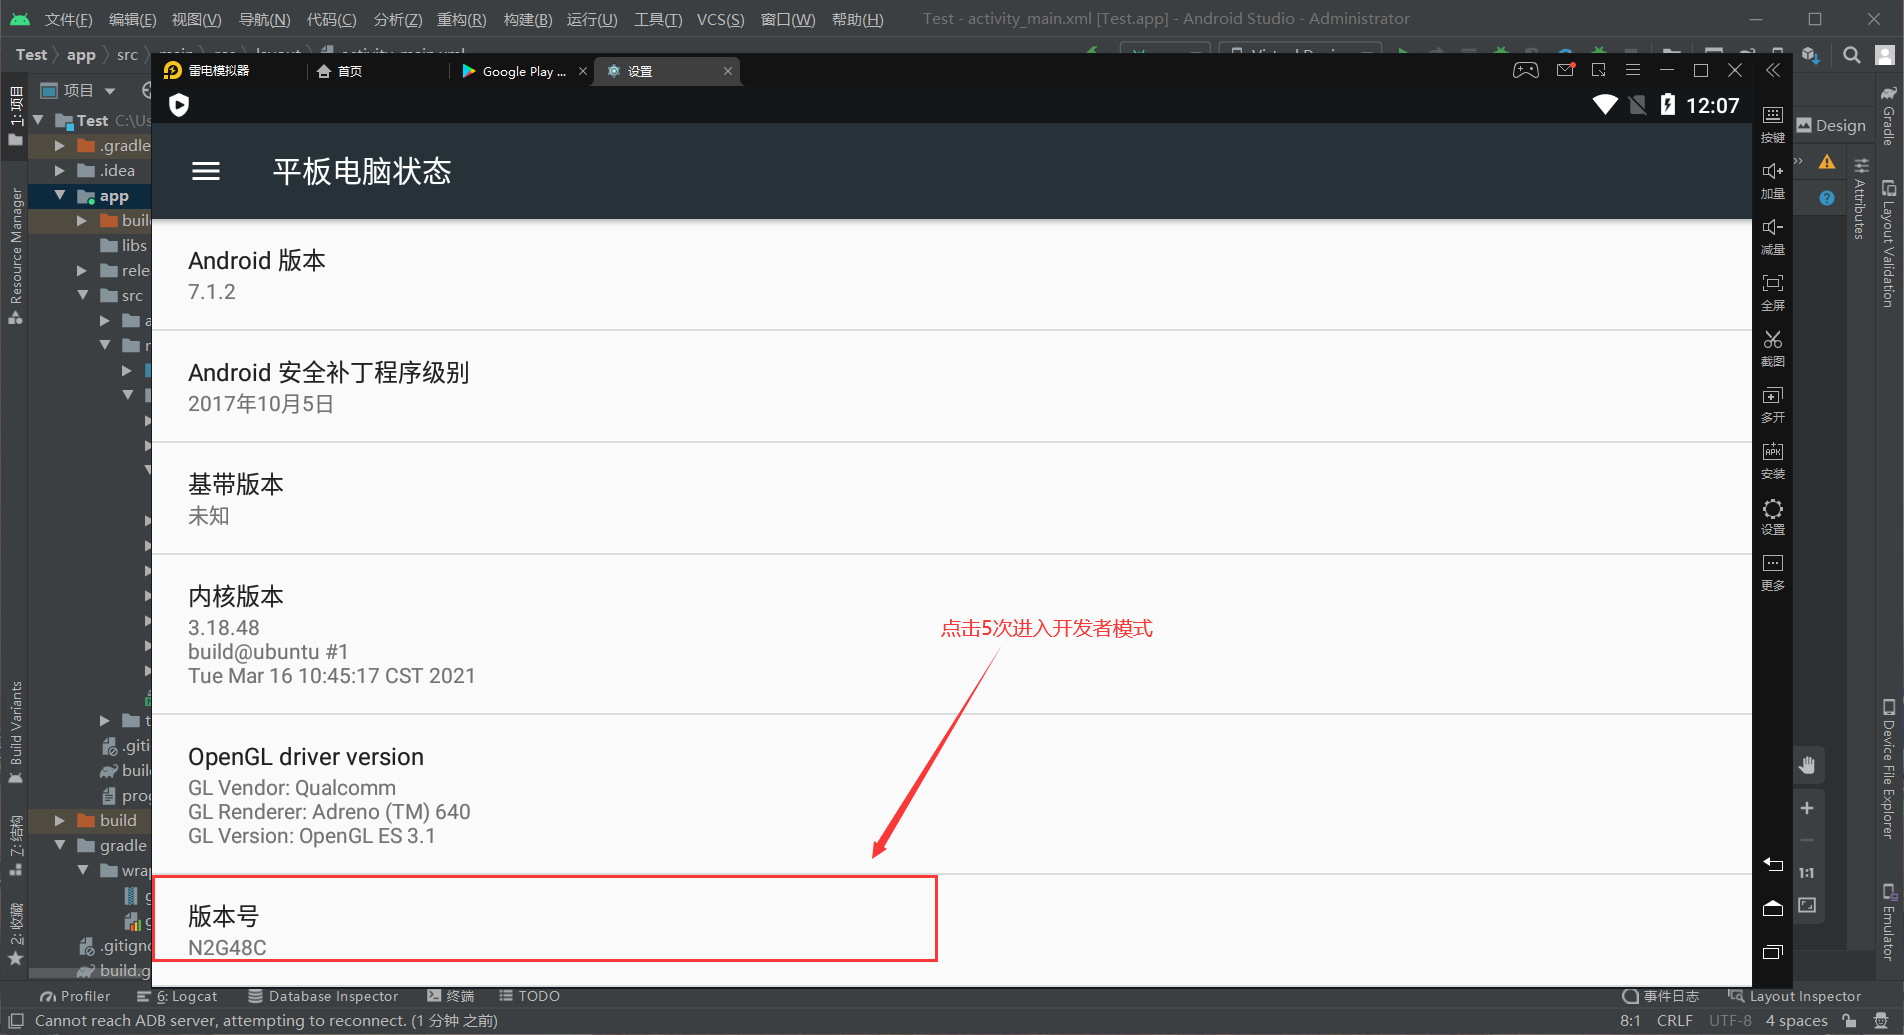 文件(F) 编辑(E) 视图(V) 导航(N) 代码(C) 分析(Z) 重构(R) 构建(B) 运行(U) 工具(T) VCS(S) 窗口(W) 帮助(H) Test - activity_main.xml [Test.app] - Android Studio - Administrator
Test app src
雷电模拟器 首页 Google Play ... 设置
12:07
平板电脑状态
Android 版本
7.1.2
Android 安全补丁程序级别
2017年10月5日
基带版本
未知
内核版本
3.18.48
build@ubuntu #1
Tue Mar 16 10:45:17 CST 2021
点击5次进入开发者模式
OpenGL driver version
GL Vendor: Qualcomm
GL Renderer: Adreno (TM) 640
GL Version: OpenGL ES 3.1
版本号
N2G48C
按键
加量
减量
全屏
截图
多开
APK
安装
设置
更多
项目
Test C:\Us
.gradle
.idea
app
buil
libs
rele
src
.giti
buil
prog
build
gradle
wrap
.gitigno
build.g
1: 项目
Resource Manager
Build Variants
Z: 结构
2: 收藏
Design
Attributes
1:1
Gradle
Layout Validation
Device File Explorer
Emulator
Profiler 6: Logcat Database Inspector 终端 TODO 事件日志 Layout Inspector
Cannot reach ADB server, attempting to reconnect. (1 分钟 之前) 8:1 CRLF UTF-8 4 spaces